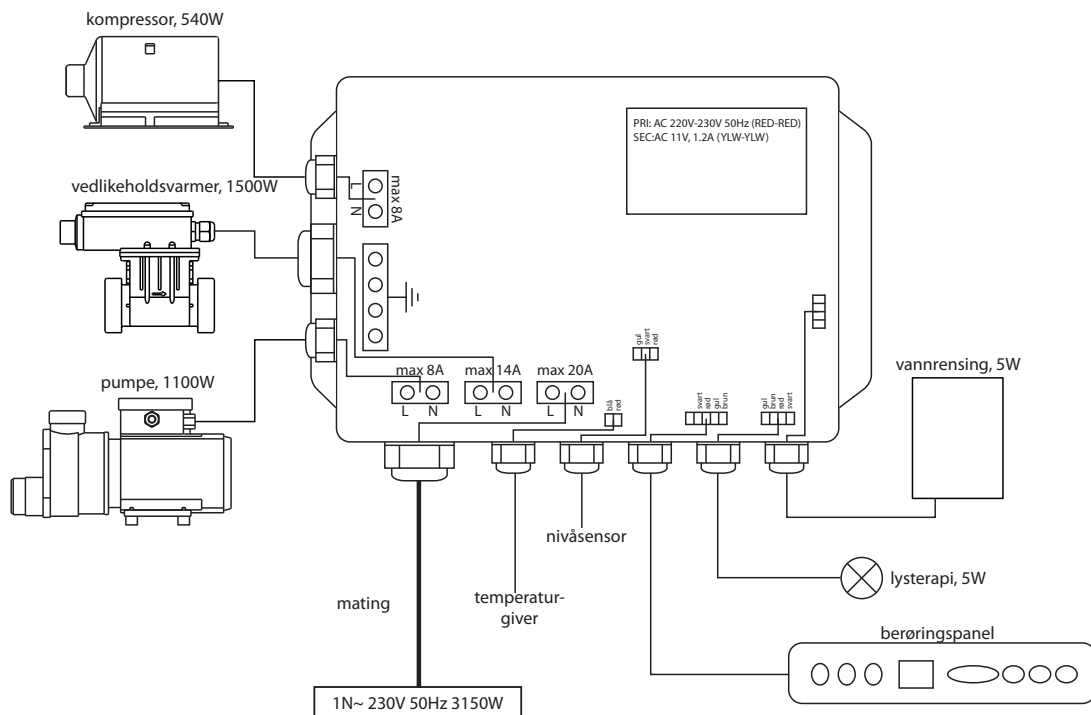 kompressor, 540W
PRI: AC 220V-230V 50Hz (RED-RED)
SEC:AC 11V, 1.2A (YLW-YLW)
vedlikeholdsvarmer, 1500W
L
N
max 8A
gul
svart
rød
vannrensing, 5W
pumpe, 1100W
max 8A
max 14A
max 20A
L N
L N
L N
blå
rød
svart
rød
gul
brun
gul
brun
rød
svart
nivåsensor
lysterapi, 5W
mating
temperatur-
giver
berøringspanel
1N~ 230V 50Hz 3150W